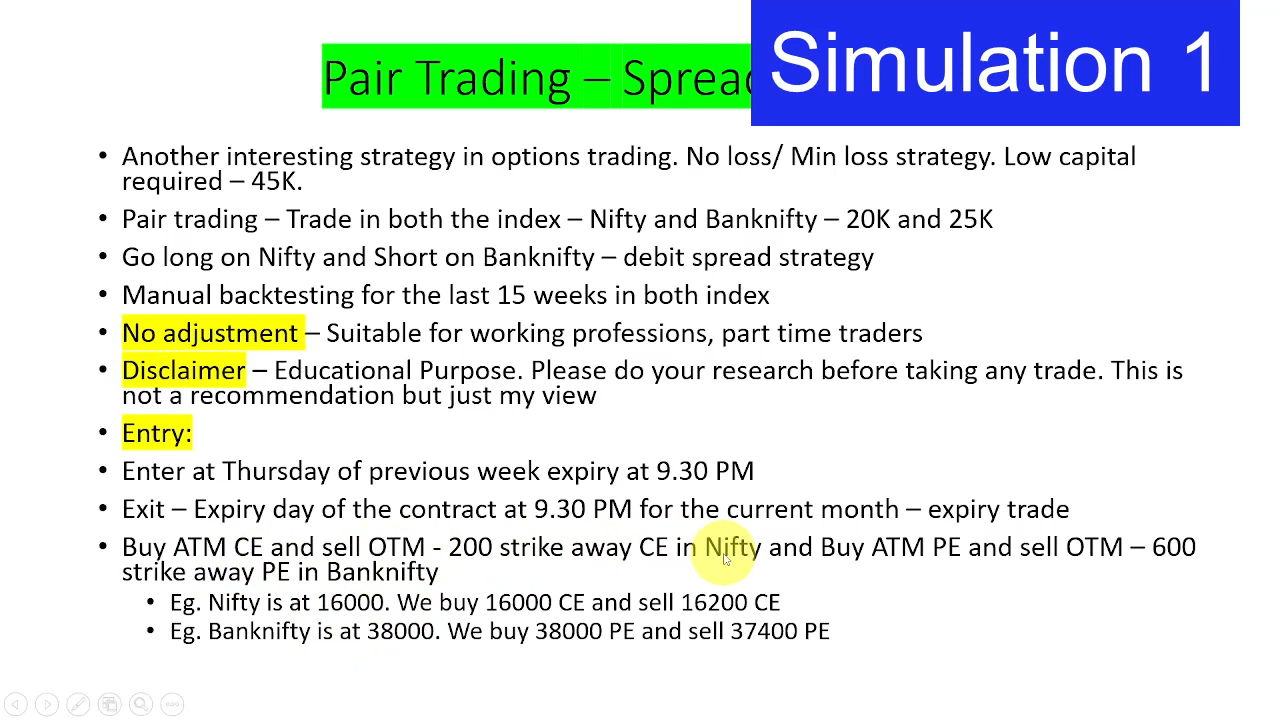 Simulation 1
Pair Trading – Spread
• Another interesting strategy in options trading. No loss/ Min loss strategy. Low capital
required – 45K.
• Pair trading – Trade in both the index – Nifty and Banknifty – 20K and 25K
• Go long on Nifty and Short on Banknifty – debit spread strategy
• Manual backtesting for the last 15 weeks in both index
• No adjustment – Suitable for working professions, part time traders
• Disclaimer – Educational Purpose. Please do your research before taking any trade. This is
not a recommendation but just my view
• Entry:
• Enter at Thursday of previous week expiry at 9.30 PM
• Exit – Expiry day of the contract at 9.30 PM for the current month – expiry trade
• Buy ATM CE and sell OTM - 200 strike away CE in Nifty and Buy ATM PE and sell OTM – 600
strike away PE in Banknifty
• Eg. Nifty is at 16000. We buy 16000 CE and sell 16200 CE
• Eg. Banknifty is at 38000. We buy 38000 PE and sell 37400 PE